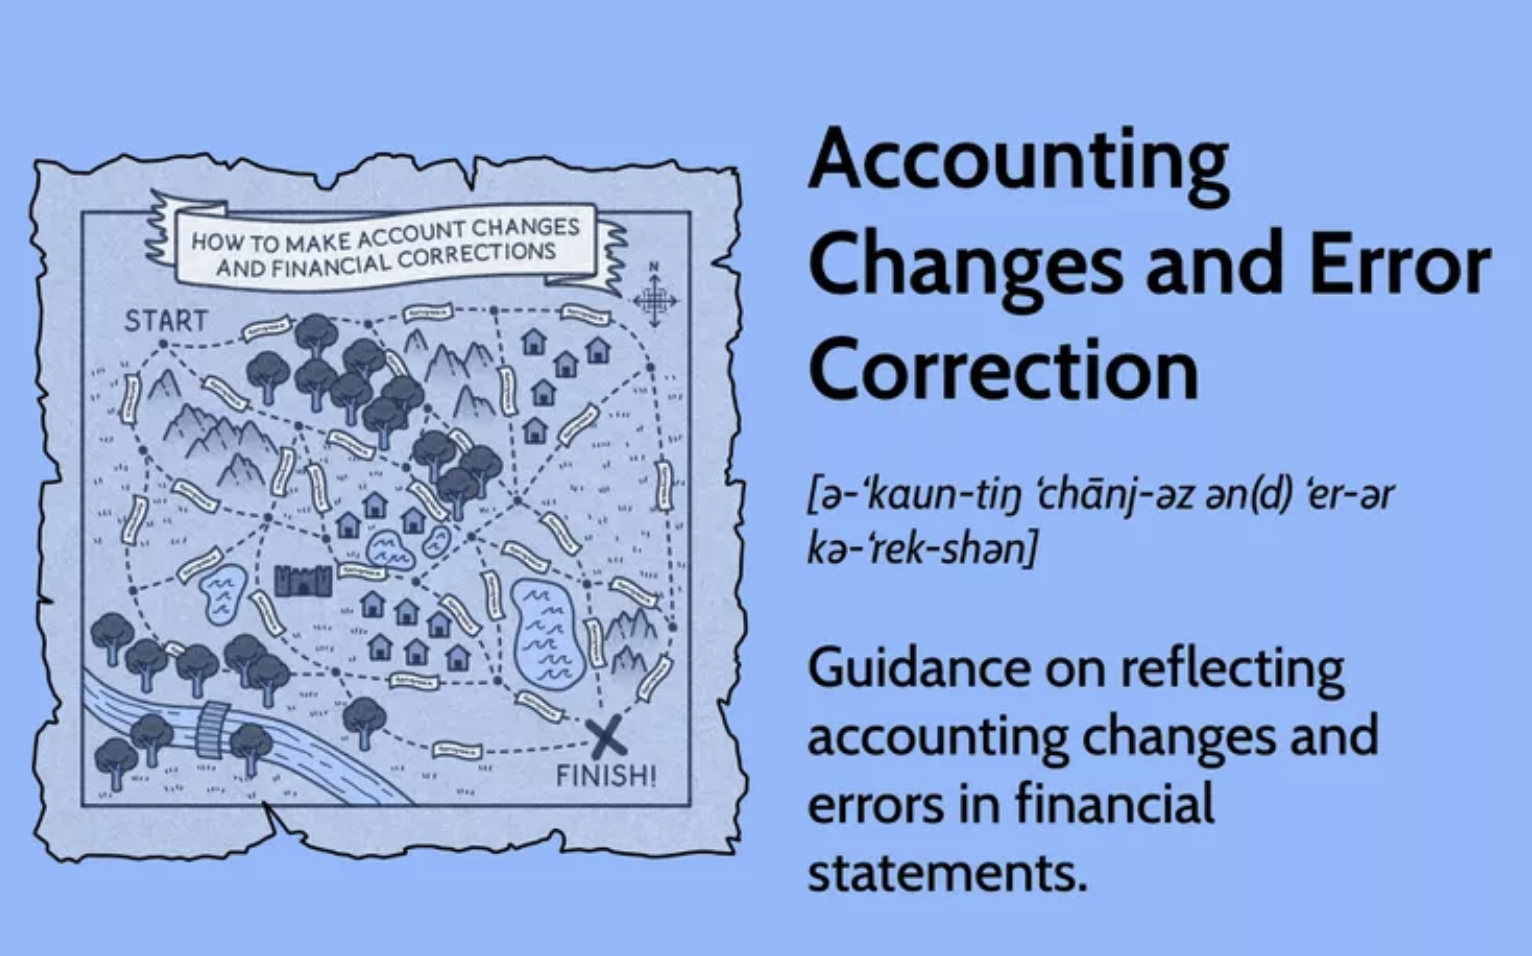 HOW TO MAKE ACCOUNT CHANGES
AND FINANCIAL CORRECTIONS
N
START
FINISH!
Accounting
Changes and Error
Correction
[ə-ˈkaun-tiŋ ˈchānj-əz ən(d) ˈer-ər
kə-ˈrek-shən]
Guidance on reflecting
accounting changes and
errors in financial
statements.